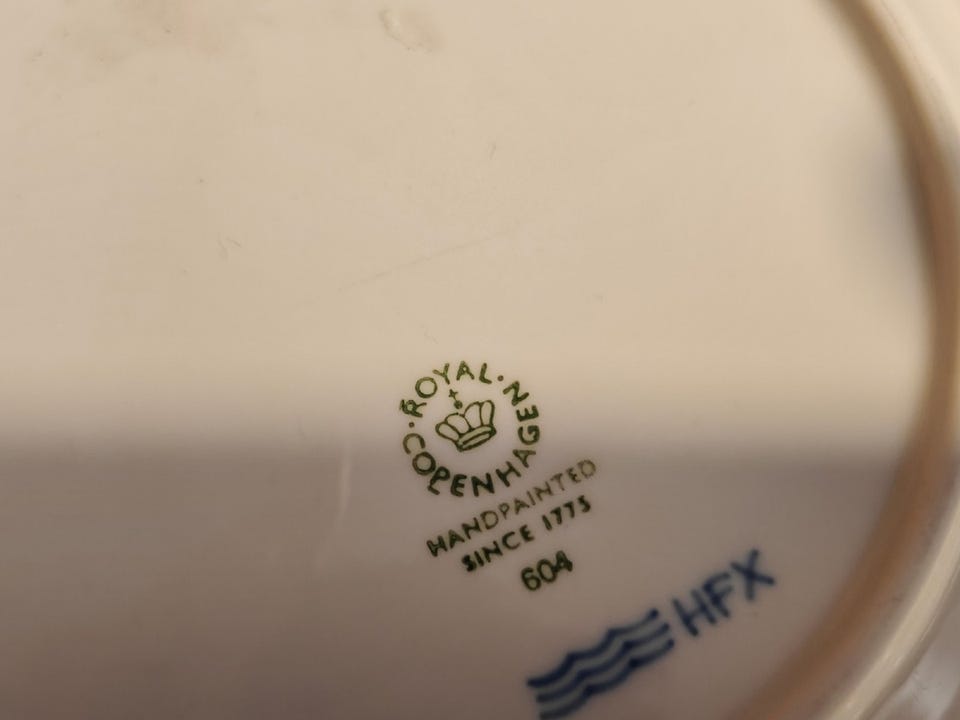 ROYAL · COPENHAGEN ·
HANDPAINTED
SINCE 1775
604
HFX